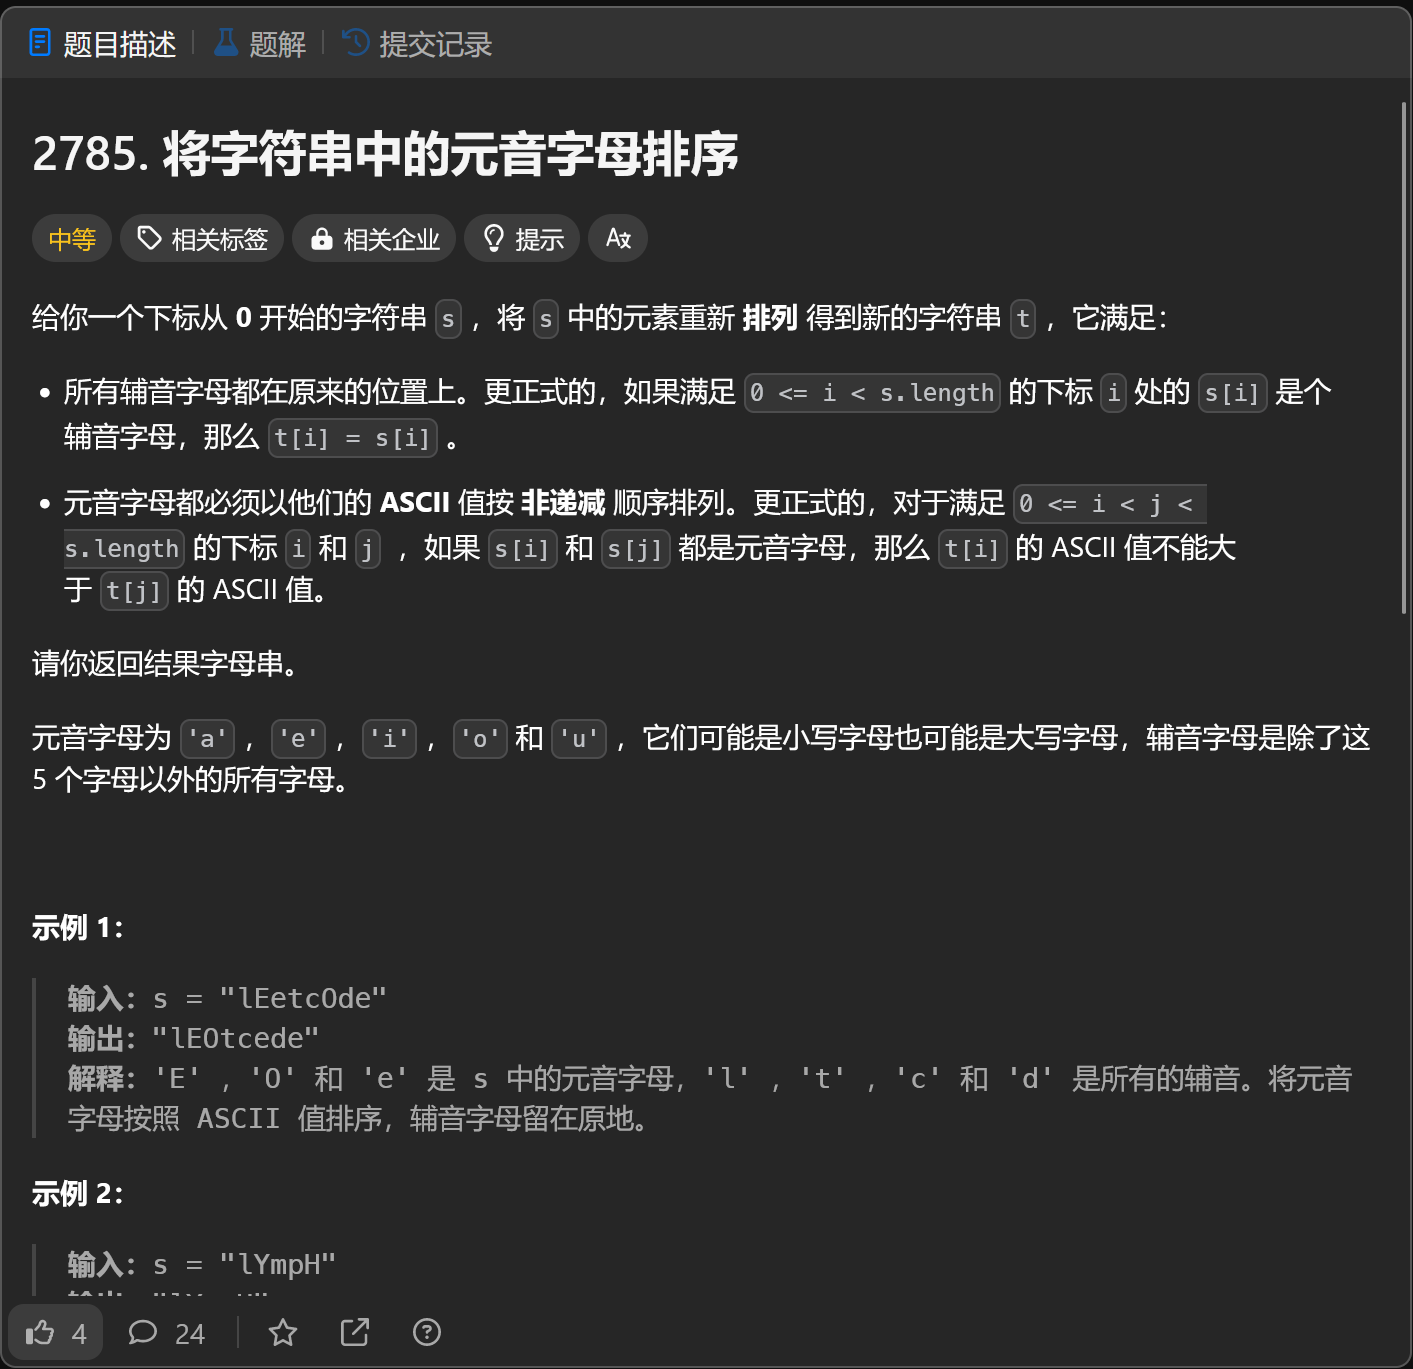 题目描述 题解 提交记录
2785. 将字符串中的元音字母排序
中等 相关标签 相关企业 提示
给你一个下标从 0 开始的字符串 s ，将 s 中的元素重新 排列 得到新的字符串 t ，它满足：
所有辅音字母都在原来的位置上。更正式的，如果满足 0 <= i < s.length 的下标 i 处的 s[i] 是个
辅音字母，那么 t[i] = s[i] 。
元音字母都必须以他们的 ASCII 值按 非递减 顺序排列。更正式的，对于满足 0 <= i < j <
s.length 的下标 i 和 j ，如果 s[i] 和 s[j] 都是元音字母，那么 t[i] 的 ASCII 值不能大
于 t[j] 的 ASCII 值。
请你返回结果字母串。
元音字母为 'a' ，'e' ，'i' ，'o' 和 'u' ，它们可能是小写字母也可能是大写字母，辅音字母是除了这
5 个字母以外的所有字母。
示例 1：
输入：s = "lEetcOde"
输出："lEOtcede"
解释：'E' ，'O' 和 'e' 是 s 中的元音字母，'l' ，'t' ，'c' 和 'd' 是所有的辅音。将元音
字母按照 ASCII 值排序，辅音字母留在原地。
示例 2：
输入：s = "lYmpH"
4 24